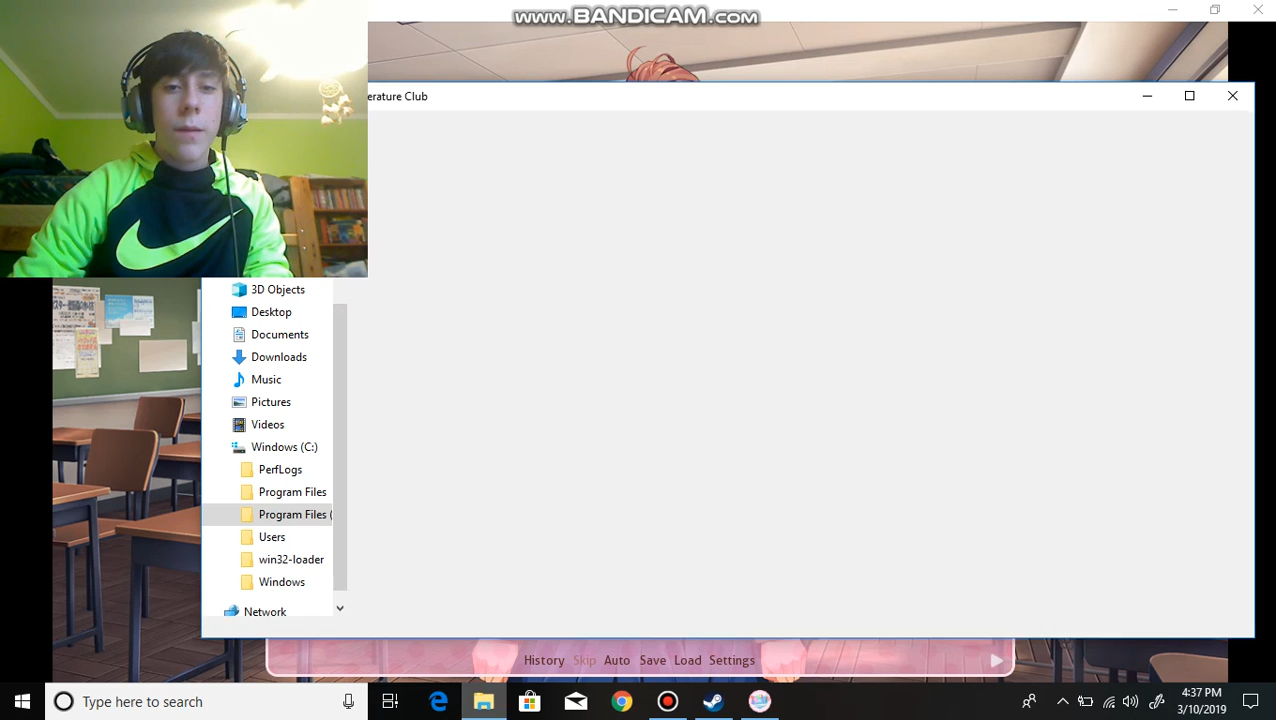 www.BANDICAM.com
erature Club
3D Objects
Desktop
Documents
Downloads
Music
Pictures
Videos
Windows (C:)
PerfLogs
Program Files
Program Files (
Users
win32-loader
Windows
Network
History Skip Auto Save Load Settings
Type here to search
4:37 PM
3/10/2019